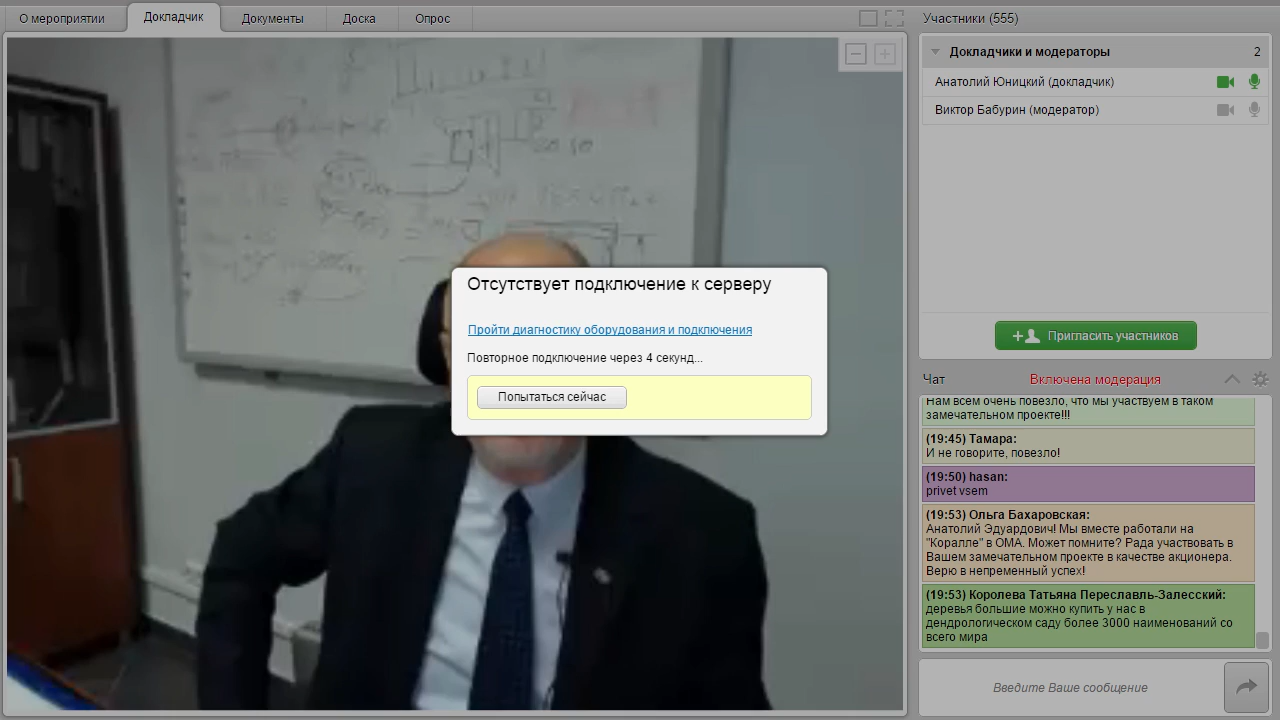 О мероприятии
Докладчик
Документы
Доска
Опрос
Участники (555)
Докладчики и модераторы 2
Анатолий Юницкий (докладчик)
Виктор Бабурин (модератор)
Пригласить участников
Отсутствует подключение к серверу
Пройти диагностику оборудования и подключения
Повторное подключение через 4 секунд...
Попытаться сейчас
Чат Включена модерация
Нам всем очень повезло, что мы участвуем в таком
замечательном проекте!!!
(19:45) Тамара:
И не говорите, повезло!
(19:50) hasan:
privet vsem
(19:53) Ольга Бахаровская:
Анатолий Эдуардович! Мы вместе работали на
"Коралле" в ОМА. Может помните? Рада участвовать в
Вашем замечательном проекте в качестве акционера.
Верю в непременный успех!
(19:53) Королева Татьяна Переславль-Залесский:
деревья большие можно купить у нас в
дендрологическом саду более 3000 наименований со
всего мира
Введите Ваше сообщение